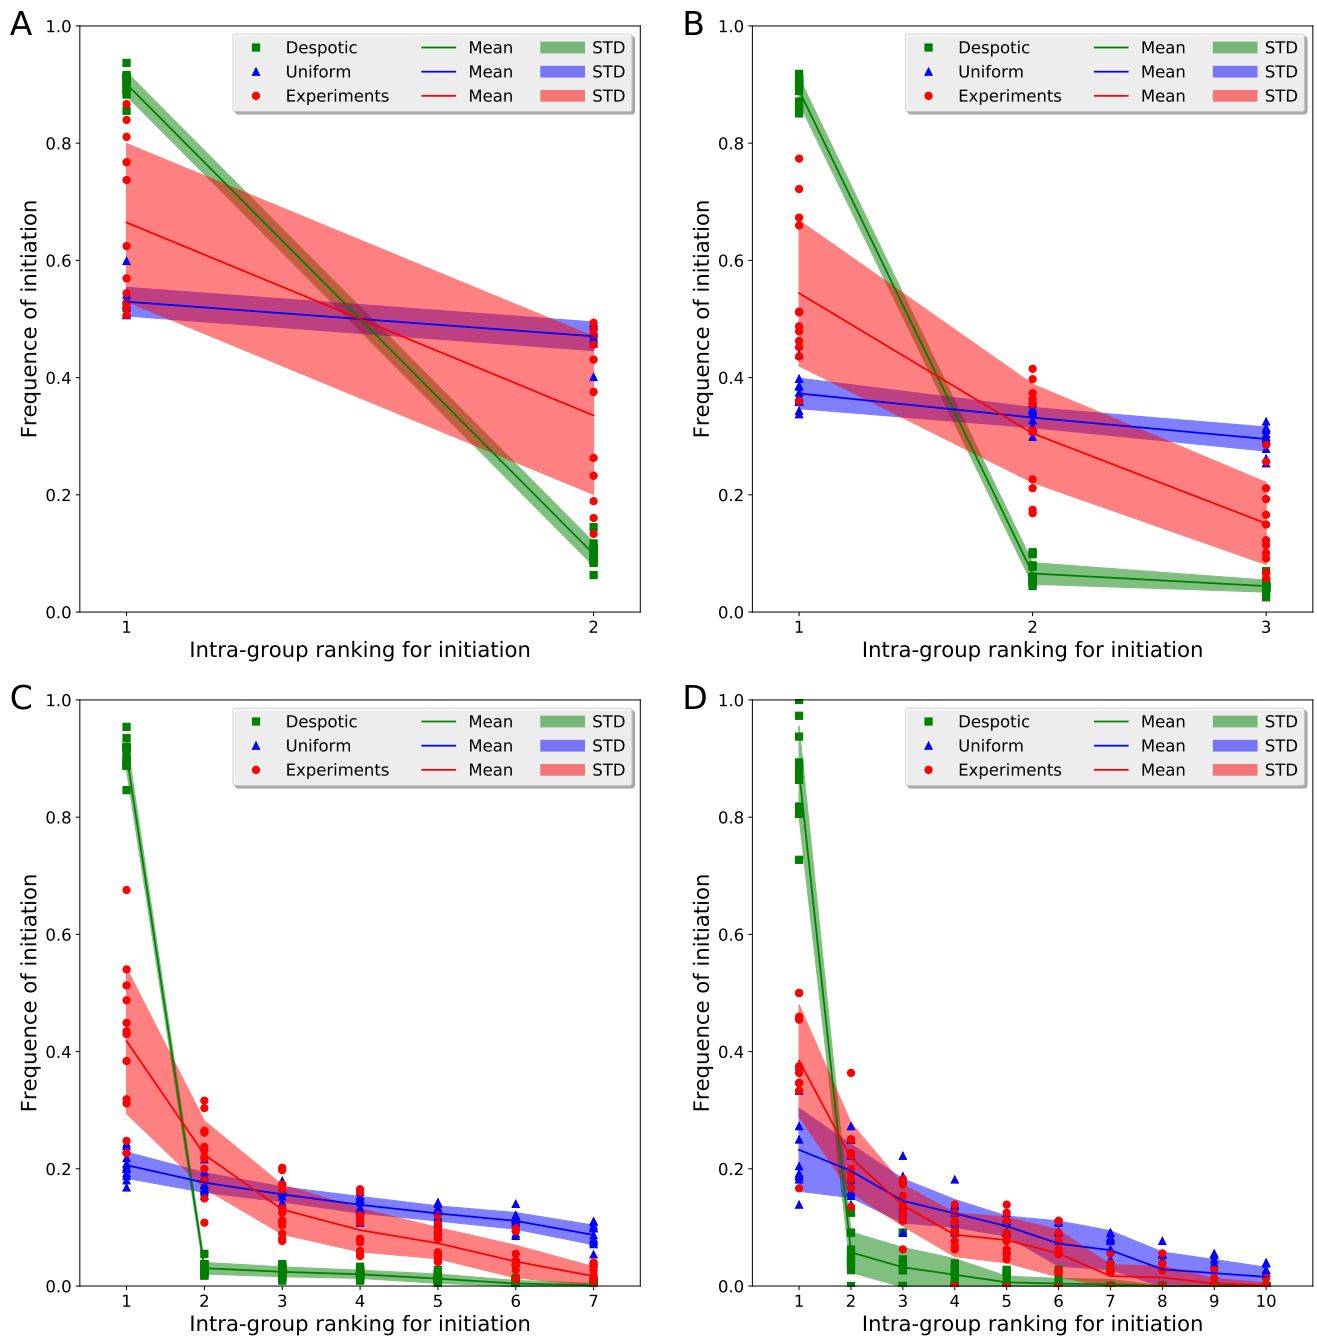 A
1.0
0.8
0.6
0.4
0.2
0.0
Frequence of initiation
Despotic Mean STD
Uniform Mean STD
Experiments Mean STD
1 2
Intra-group ranking for initiation
B
1.0
0.8
0.6
0.4
0.2
0.0
Frequence of initiation
Despotic Mean STD
Uniform Mean STD
Experiments Mean STD
1 2 3
Intra-group ranking for initiation
C
1.0
0.8
0.6
0.4
0.2
0.0
Frequence of initiation
Despotic Mean STD
Uniform Mean STD
Experiments Mean STD
1 2 3 4 5 6 7
Intra-group ranking for initiation
D
1.0
0.8
0.6
0.4
0.2
0.0
Frequence of initiation
Despotic Mean STD
Uniform Mean STD
Experiments Mean STD
1 2 3 4 5 6 7 8 9 10
Intra-group ranking for initiation